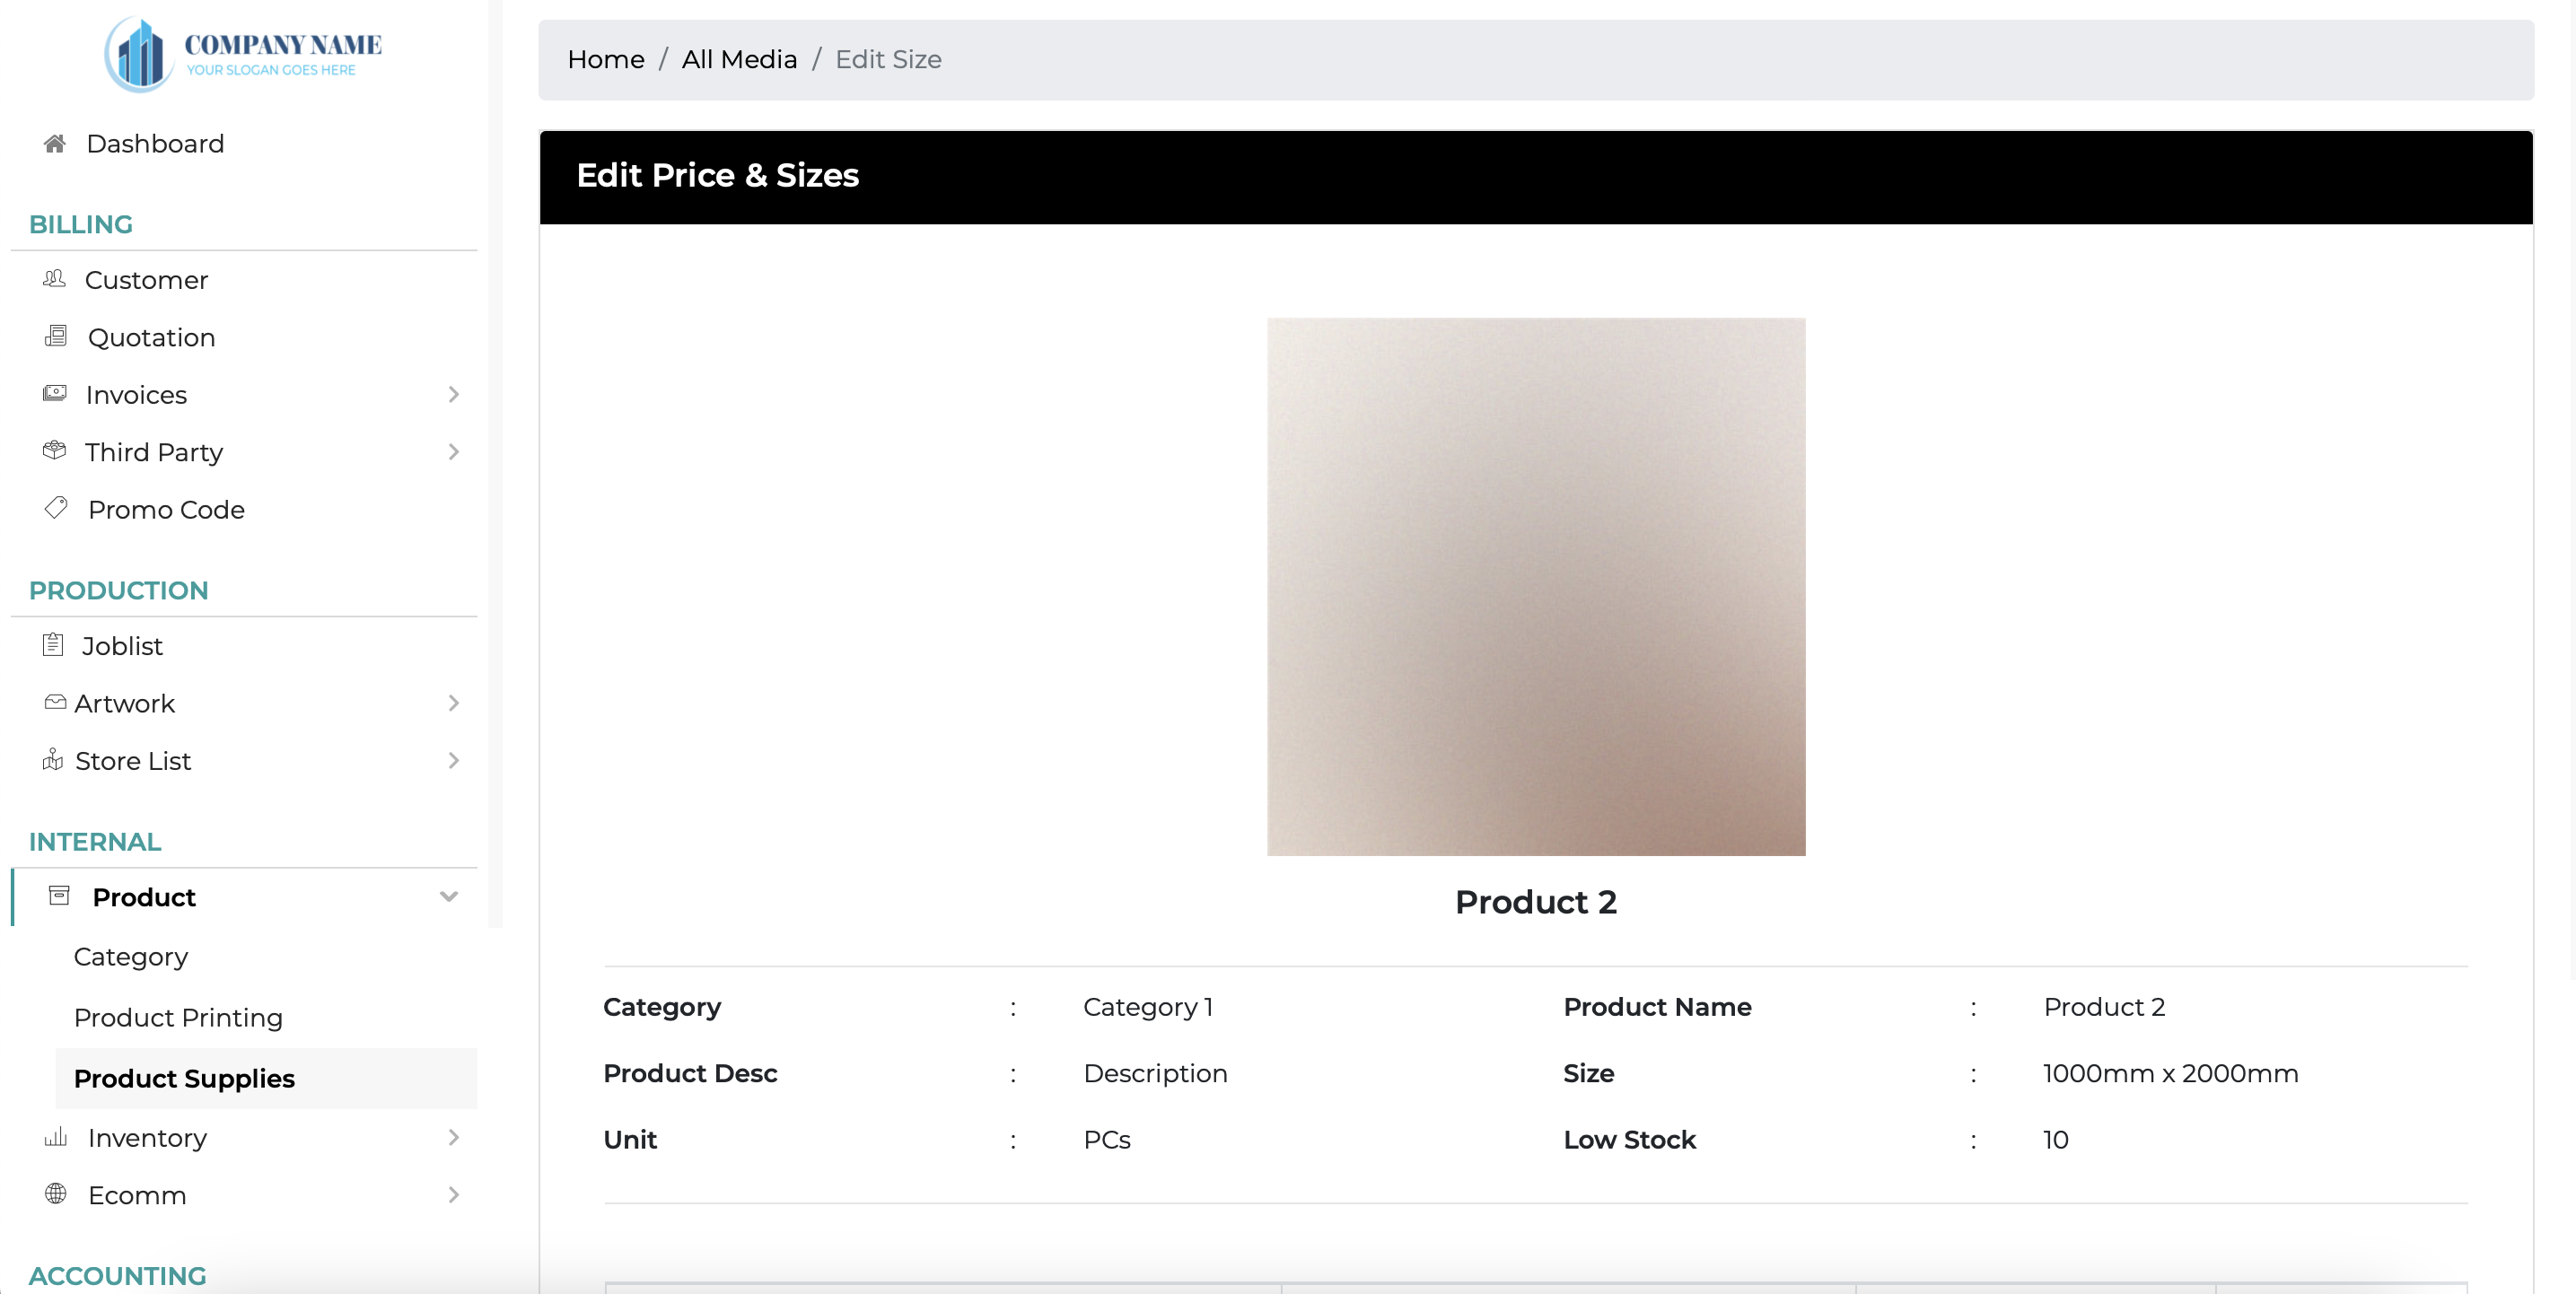 COMPANY NAME
YOUR SLOGAN GOES HERE
Dashboard
BILLING
Customer
Quotation
Invoices
Third Party
Promo Code
PRODUCTION
Joblist
Artwork
Store List
INTERNAL
Product
Category
Product Printing
Product Supplies
Inventory
Ecomm
ACCOUNTING
Home / All Media / Edit Size
Edit Price & Sizes
Product 2
Category : Category 1 Product Name : Product 2
Product Desc : Description Size : 1000mm x 2000mm
Unit : PCs Low Stock : 10